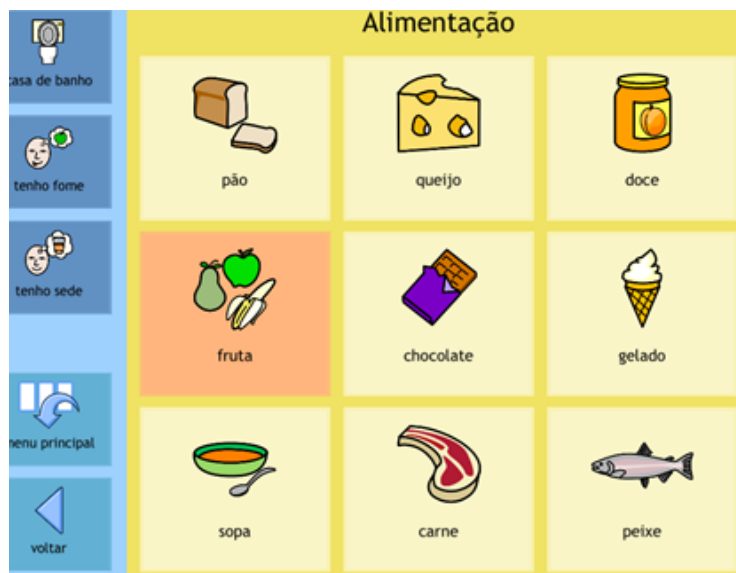 Alimentação
casa de banho
tenho fome
tenho sede
menu principal
voltar
pão
queijo
doce
fruta
chocolate
gelado
sopa
carne
peixe